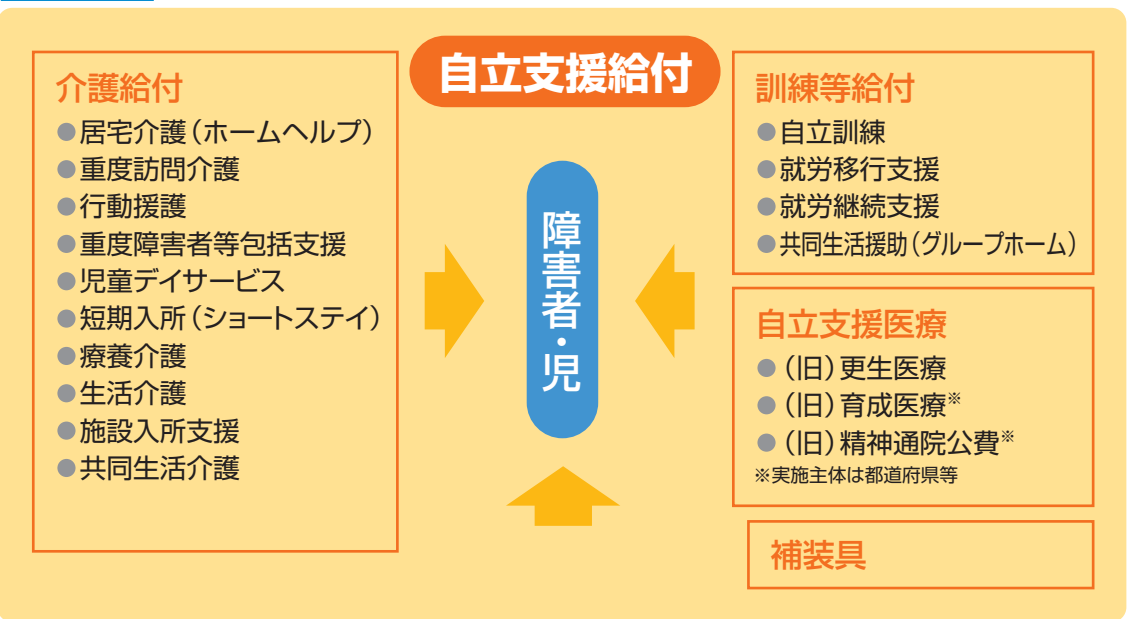 自立支援給付
介護給付
●居宅介護(ホームヘルプ)
●重度訪問介護
●行動援護
●重度障害者等包括支援
●児童デイサービス
●短期入所(ショートステイ)
●療養介護
●生活介護
●施設入所支援
●共同生活介護
障害者・児
訓練等給付
●自立訓練
●就労移行支援
●就労継続支援
●共同生活援助(グループホーム)
自立支援医療
●(旧)更生医療
●(旧)育成医療※
●(旧)精神通院公費※
※実施主体は都道府県等
補装具